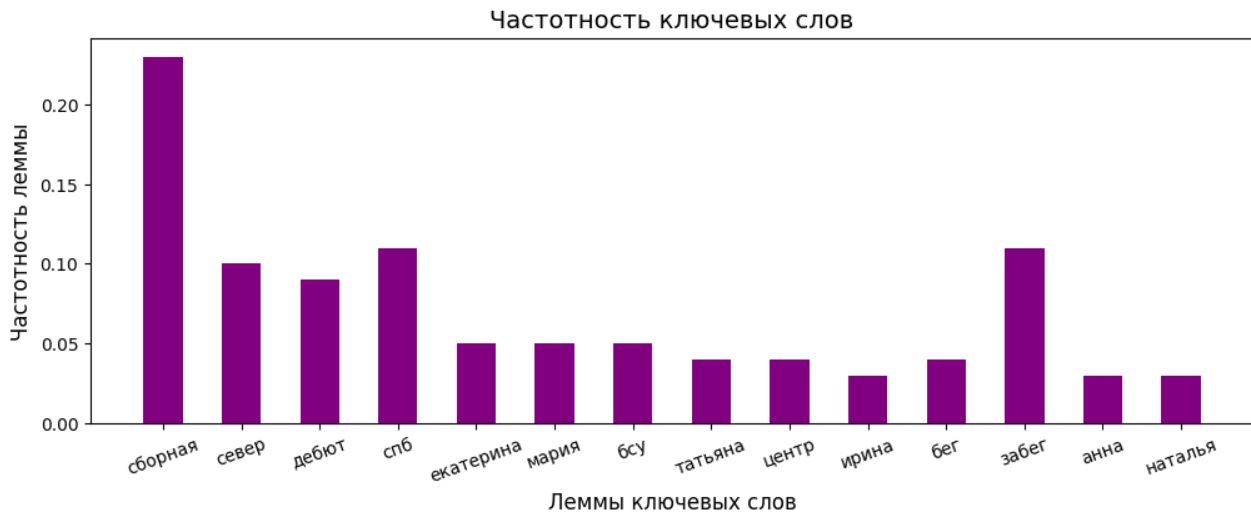 Частотность ключевых слов
Частотность леммы
0.20
0.15
0.10
0.05
0.00
сборная север дебют спб екатерина мария бсу татьяна центр ирина бег забег анна наталья
Леммы ключевых слов